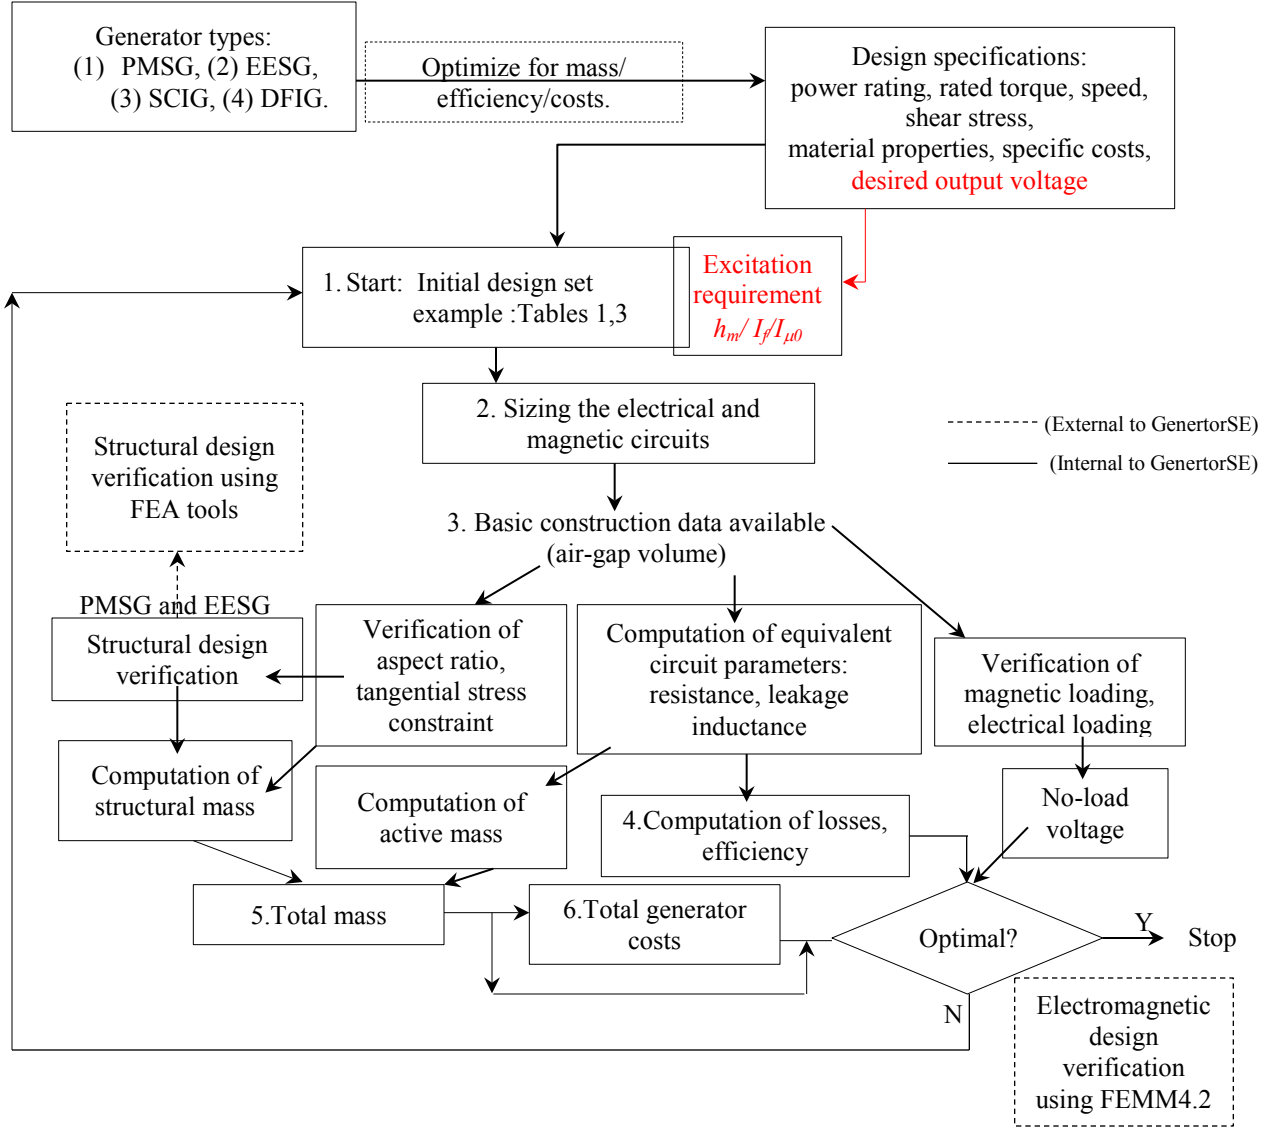 Generator types:
(1) PMSG, (2) EESG,
(3) SCIG, (4) DFIG.
Optimize for mass/
efficiency/costs.
Design specifications:
power rating, rated torque, speed,
shear stress,
material properties, specific costs,
desired output voltage
1. Start: Initial design set
example :Tables 1,3
Excitation
requirement
hm/ If/Iμ0
2. Sizing the electrical and
magnetic circuits
(External to GenertorSE)
(Internal to GenertorSE)
Structural design
verification using
FEA tools
3. Basic construction data available
(air-gap volume)
PMSG and EESG
Structural design
verification
Verification of
aspect ratio,
tangential stress
constraint
Computation of equivalent
circuit parameters:
resistance, leakage
inductance
Verification of
magnetic loading,
electrical loading
Computation of
structural mass
Computation of
active mass
4.Computation of losses,
efficiency
No-load
voltage
5.Total mass
6.Total generator
costs
Optimal?
Y
Stop
N
Electromagnetic
design
verification
using FEMM4.2